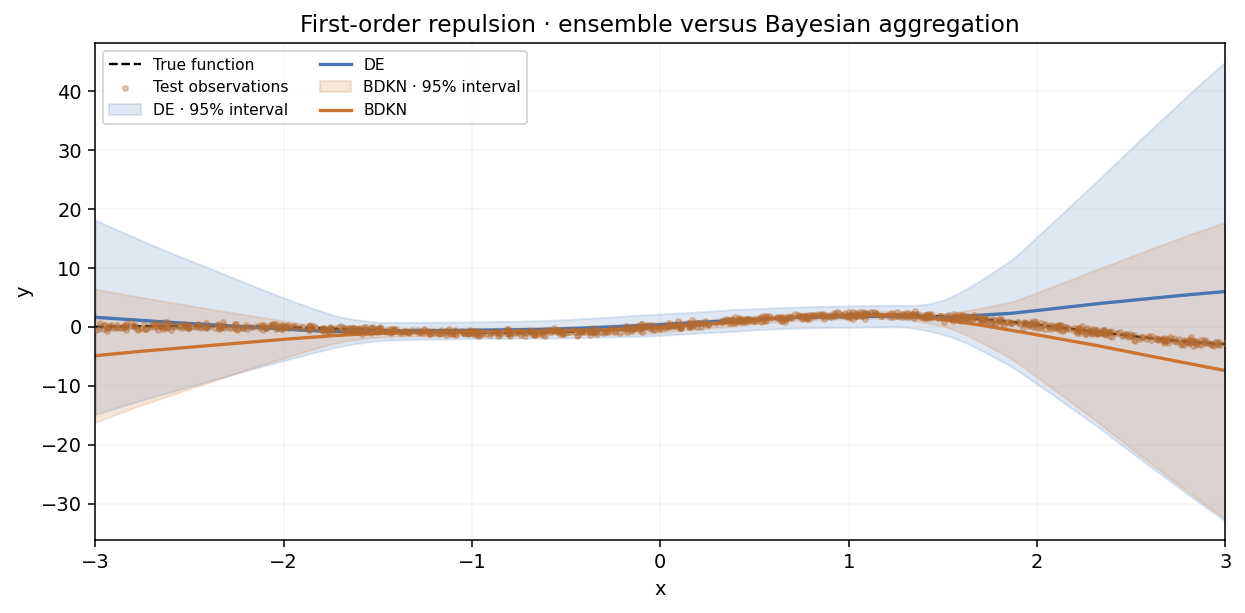 First-order repulsion · ensemble versus Bayesian aggregation
True function
Test observations
DE · 95% interval
DE
BDKN · 95% interval
BDKN
y
40
30
20
10
0
−10
−20
−30
−3
−2
−1
0
1
2
3
x